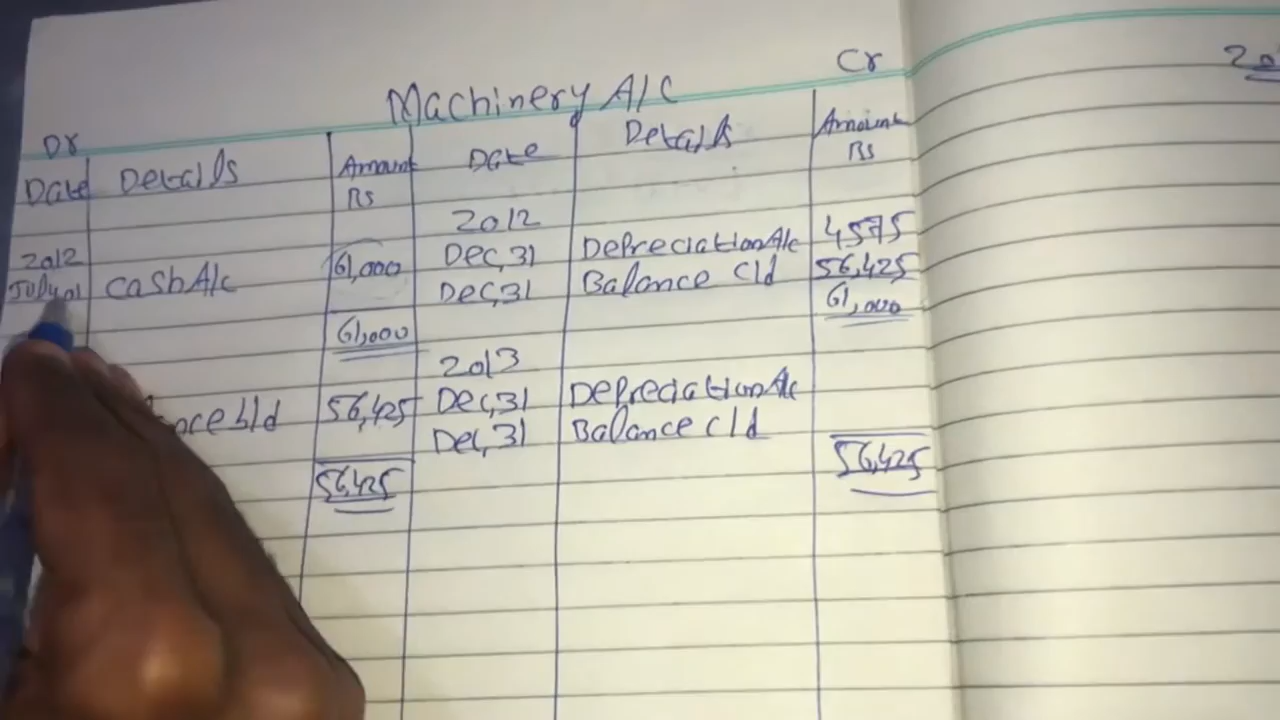 Cr
Machinery A/C
Dr
Date Details Amount Rs Date Details Amount Rs
2012
2012 61,000 Dec,31 Depreciation A/c 4575
July 01 Cash A/c Dec,31 Balance C/d 56,425
61,000 61,000
2013
56,425 Dec,31 Depreciation A/c
b/d Dec,31 Balance C/d
56,425 56,425